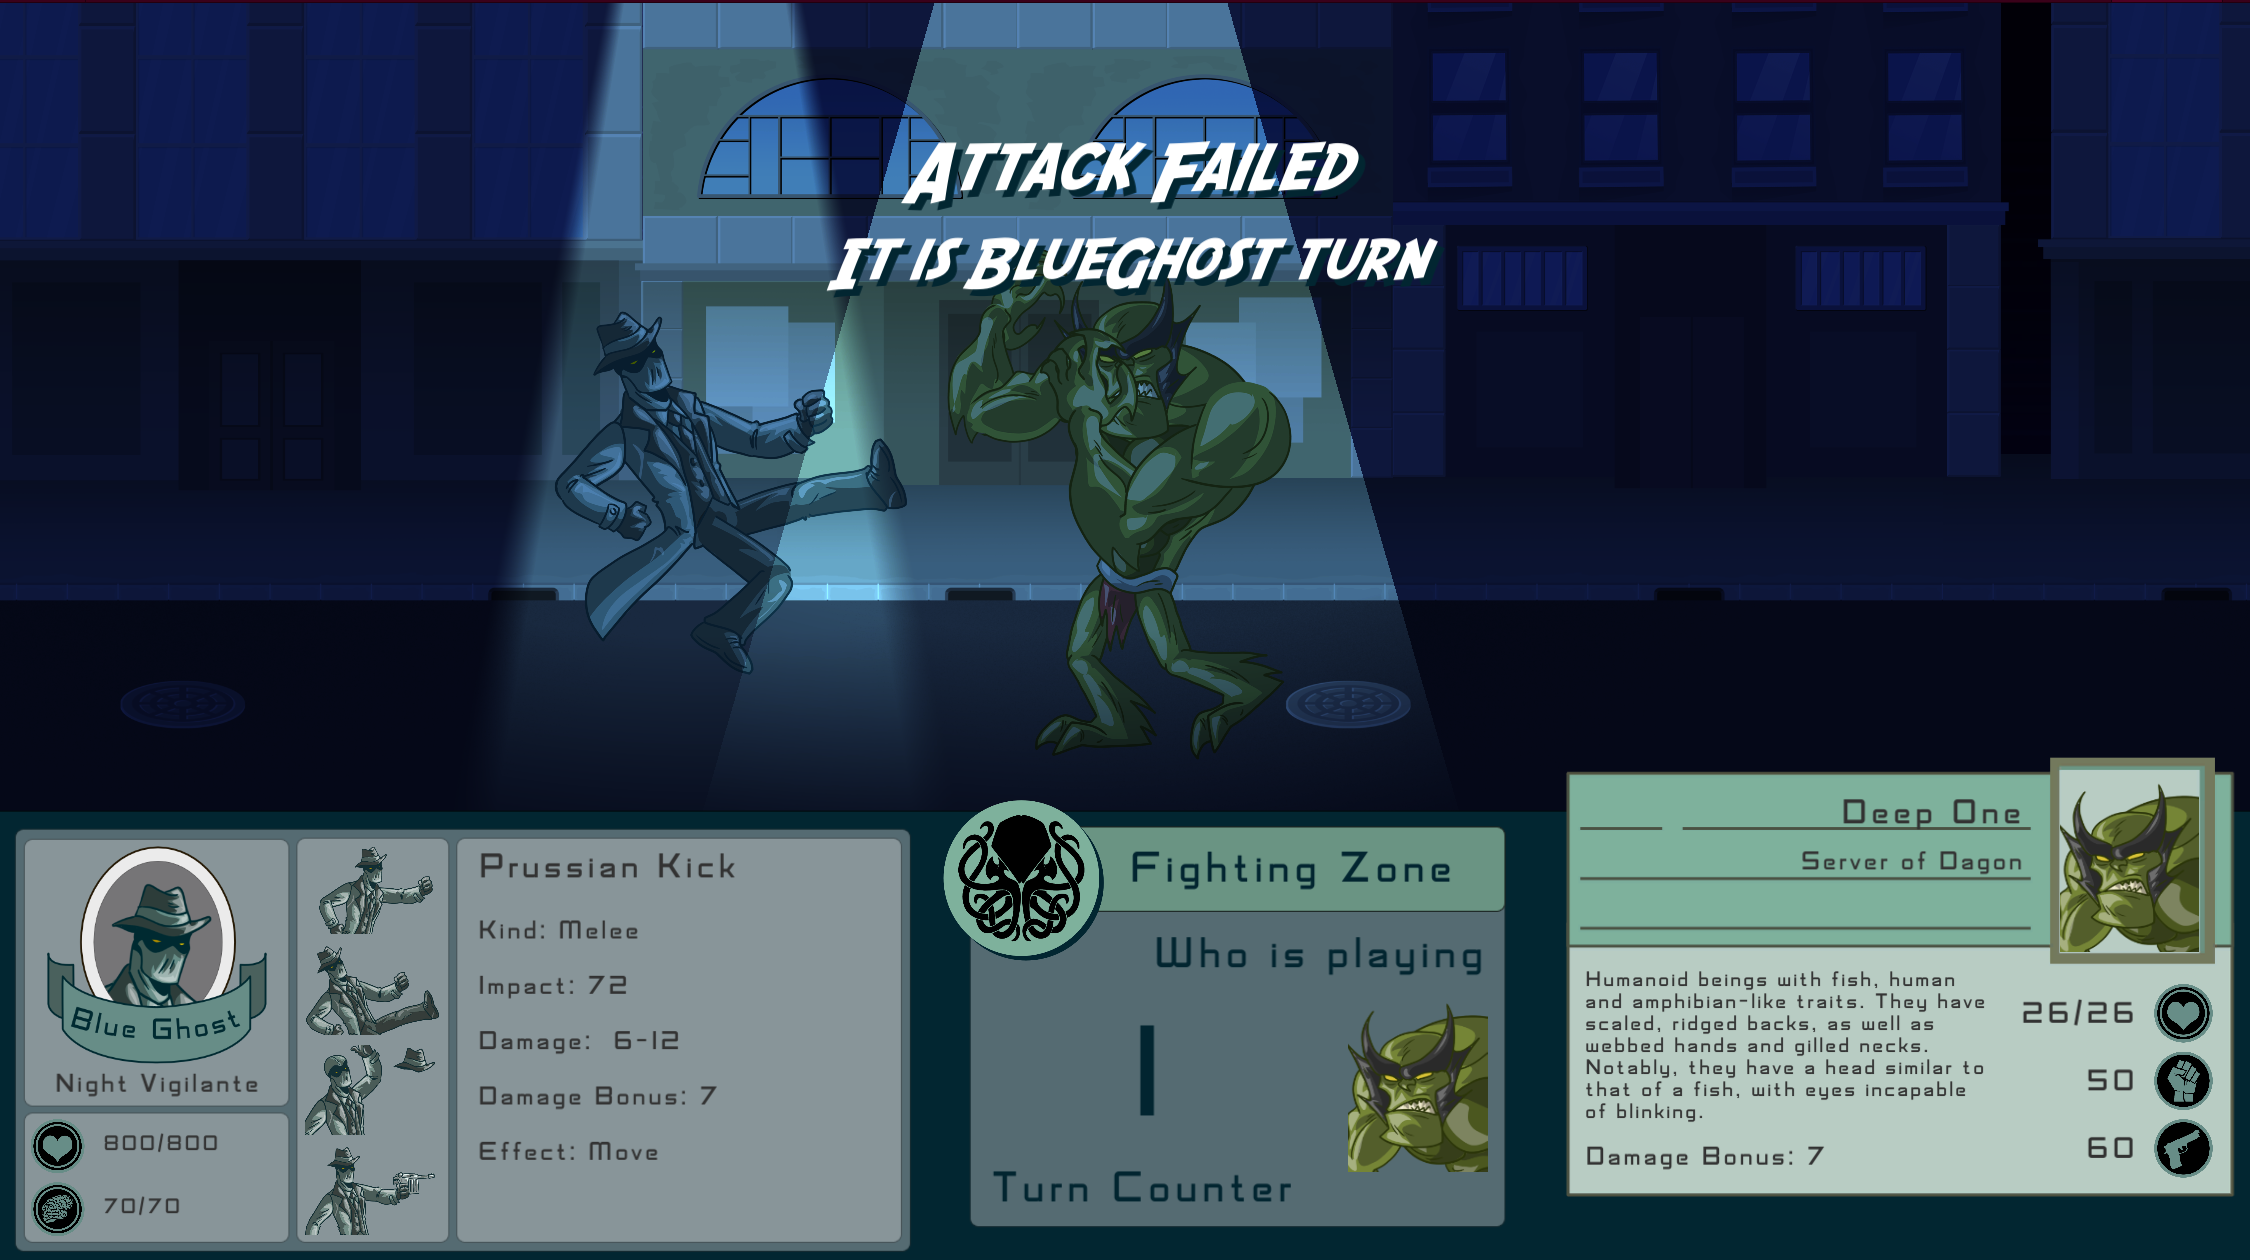 Attack Failed
It is BlueGhost turn
Blue Ghost
Night Vigilante
800/800
70/70
Prussian Kick
Kind: Melee
Impact: 72
Damage: 6-12
Damage Bonus: 7
Effect: Move
Fighting Zone
Who is playing
1
Turn Counter
Deep One
Server of Dagon
Humanoid beings with fish, human
and amphibian-like traits. They have
scaled, ridged backs, as well as
webbed hands and gilled necks.
Notably, they have a head similar to
that of a fish, with eyes incapable
of blinking.
Damage Bonus: 7
26/26
50
60